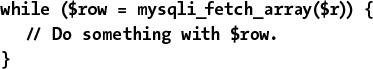 while ($row = mysqli_fetch_array($r)) {
   // Do something with $row.
}